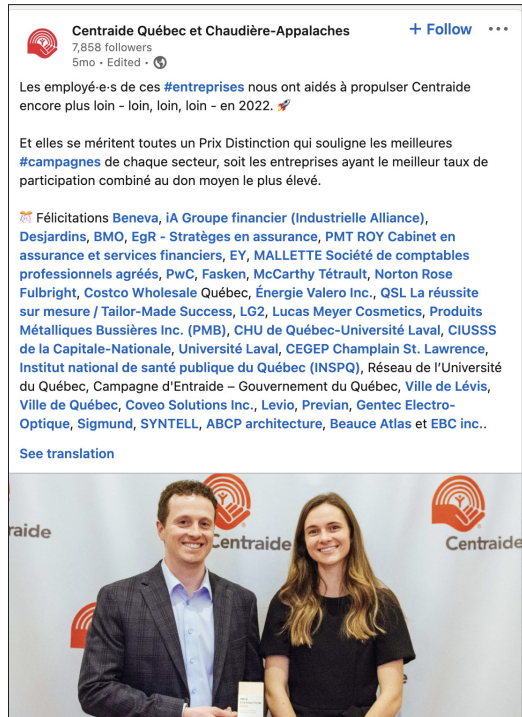 Centraide Québec et Chaudière-Appalaches
+ Follow
7,858 followers
5mo • Edited •
Les employé·e·s de ces #entreprises nous ont aidés à propulser Centraide
encore plus loin - loin, loin, loin - en 2022. 🚀
Et elles se méritent toutes un Prix Distinction qui souligne les meilleures
#campagnes de chaque secteur, soit les entreprises ayant le meilleur taux de
participation combiné au don moyen le plus élevé.
🎊 Félicitations Beneva, iA Groupe financier (Industrielle Alliance),
Desjardins, BMO, EgR - Stratèges en assurance, PMT ROY Cabinet en
assurance et services financiers, EY, MALLETTE Société de comptables
professionnels agréés, PwC, Fasken, McCarthy Tétrault, Norton Rose
Fulbright, Costco Wholesale Québec, Énergie Valero Inc., QSL La réussite
sur mesure / Tailor-Made Success, LG2, Lucas Meyer Cosmetics, Produits
Métalliques Bussières Inc. (PMB), CHU de Québec-Université Laval, CIUSSS
de la Capitale-Nationale, Université Laval, CEGEP Champlain St. Lawrence,
Institut national de santé publique du Québec (INSPQ), Réseau de l'Université
du Québec, Campagne d'Entraide – Gouvernement du Québec, Ville de Lévis,
Ville de Québec, Coveo Solutions Inc., Levio, Previan, Gentec Electro-
Optique, Sigmund, SYNTELL, ABCP architecture, Beauce Atlas et EBC inc..
See translation
raide
Centraide
Centraide